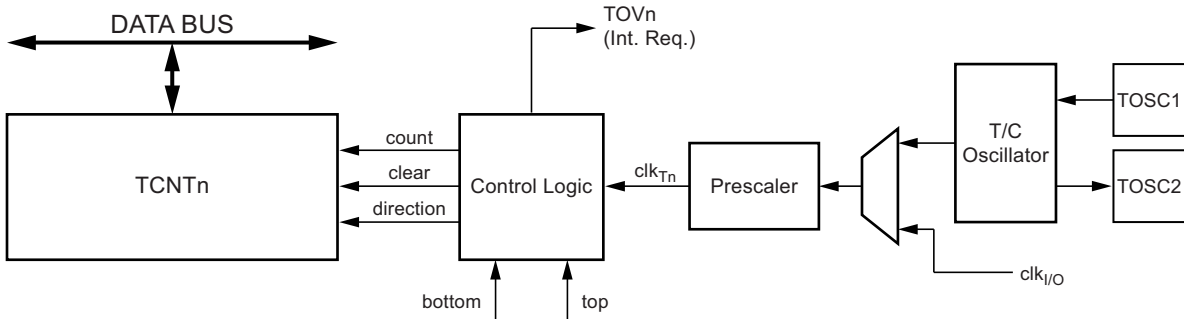 DATA BUS
TOVn
(Int. Req.)
TCNTn
count
clear
direction
Control Logic
clkTn
Prescaler
T/C
Oscillator
TOSC1
TOSC2
bottom
top
clkI/O